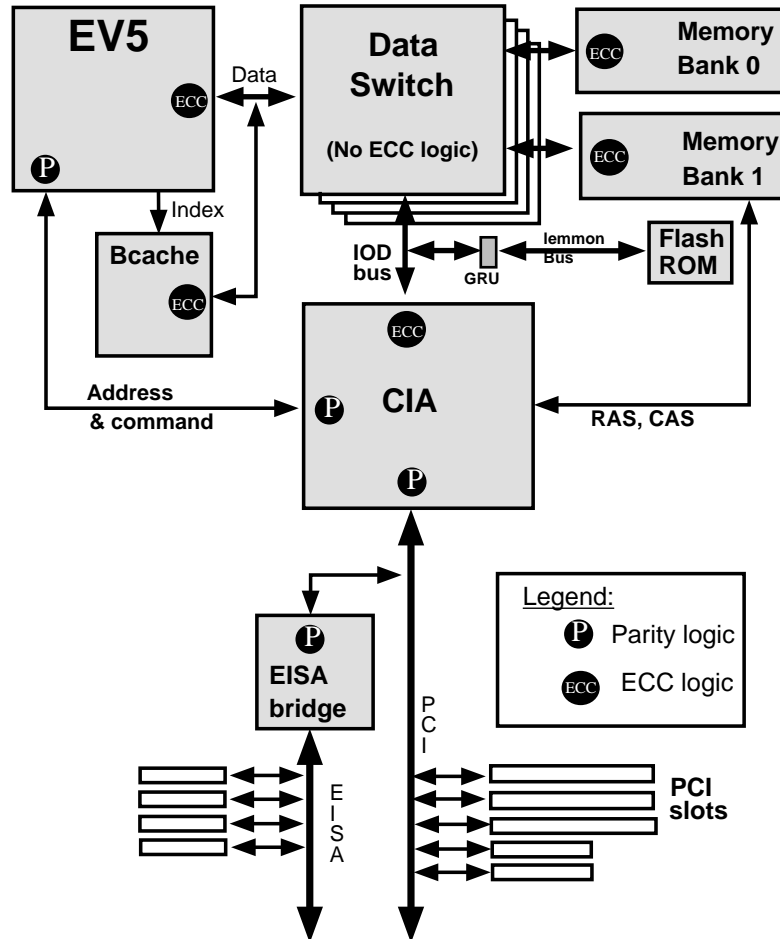 EV5
ECC
P
Data
Data
Switch
(No ECC logic)
ECC
Memory
Bank 0
ECC
Memory
Bank 1
Index
Bcache
ECC
IOD
bus
GRU
lemmon
Bus
Flash
ROM
Address
& command
ECC
P
CIA
P
RAS, CAS
P
EISA
bridge
PCI
EISA
Legend:
P Parity logic
ECC ECC logic
PCI
slots